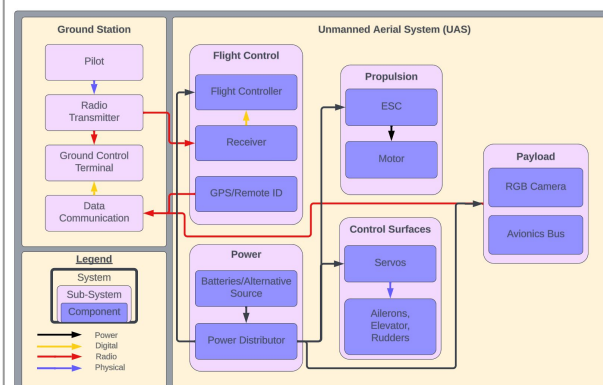 Ground Station
Pilot
Radio
Transmitter
Ground Control
Terminal
Data
Communication
Unmanned Aerial System (UAS)
Flight Control
Flight Controller
Receiver
GPS/Remote ID
Propulsion
ESC
Motor
Payload
RGB Camera
Avionics Bus
Power
Batteries/Alternative
Source
Power Distributor
Control Surfaces
Servos
Ailerons,
Elevator,
Rudders
Legend
System
Sub-System
Component
Power
Digital
Radio
Physical